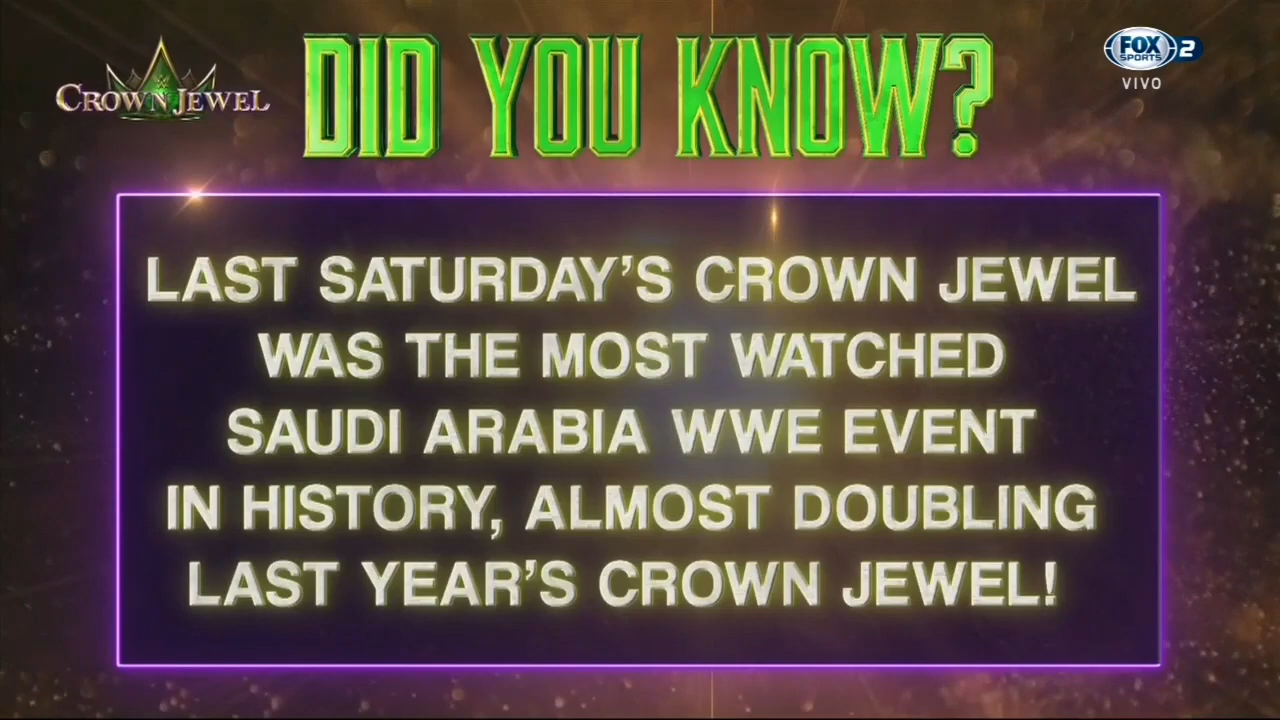 CROWN JEWEL
DID YOU KNOW?
FOX
SPORTS
2
VIVO
LAST SATURDAY'S CROWN JEWEL
WAS THE MOST WATCHED
SAUDI ARABIA WWE EVENT
IN HISTORY, ALMOST DOUBLING
LAST YEAR'S CROWN JEWEL!